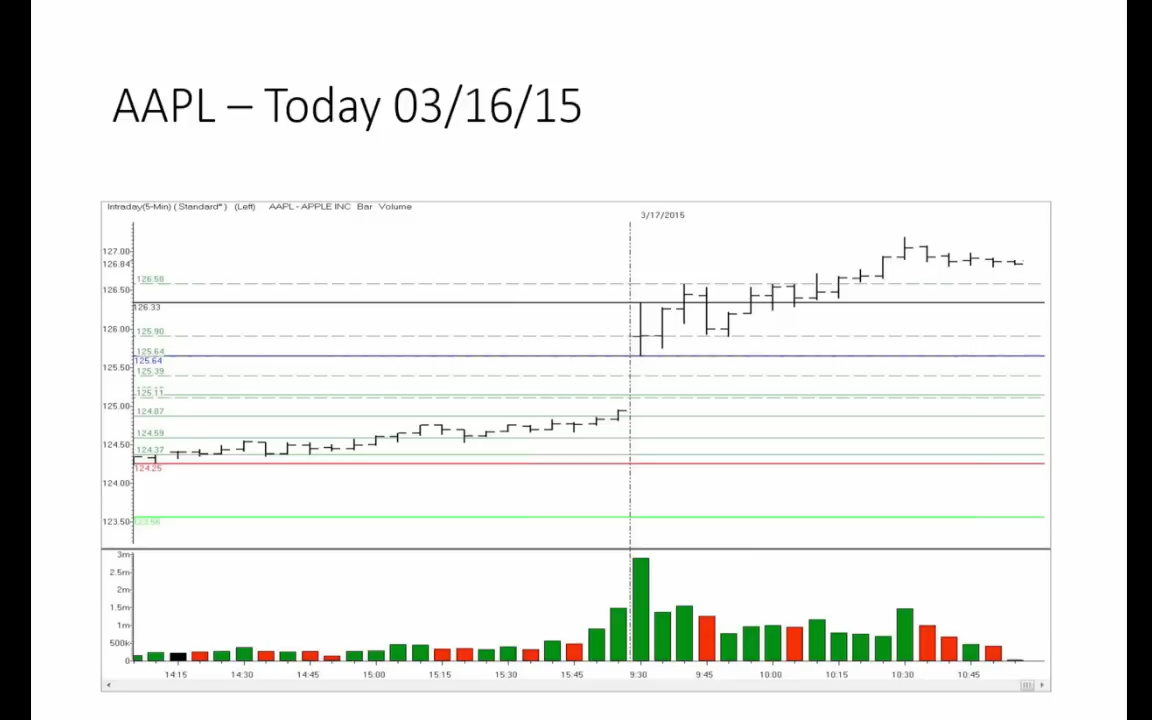 AAPL – Today 03/16/15
Intraday(5-Min) (Standard*) (Left) AAPL - APPLE INC Bar Volume
3/17/2015
127.00
126.84
126.58
126.50
126.33
126.00
125.90
125.64
125.64
125.50
125.39
125.11
125.00
124.87
124.59
124.50
124.37
124.25
124.00
123.50
3m
2.5m
2m
1.5m
1m
500k
0
14:15 14:30 14:45 15:00 15:15 15:30 15:45 9:30 9:45 10:00 10:15 10:30 10:45